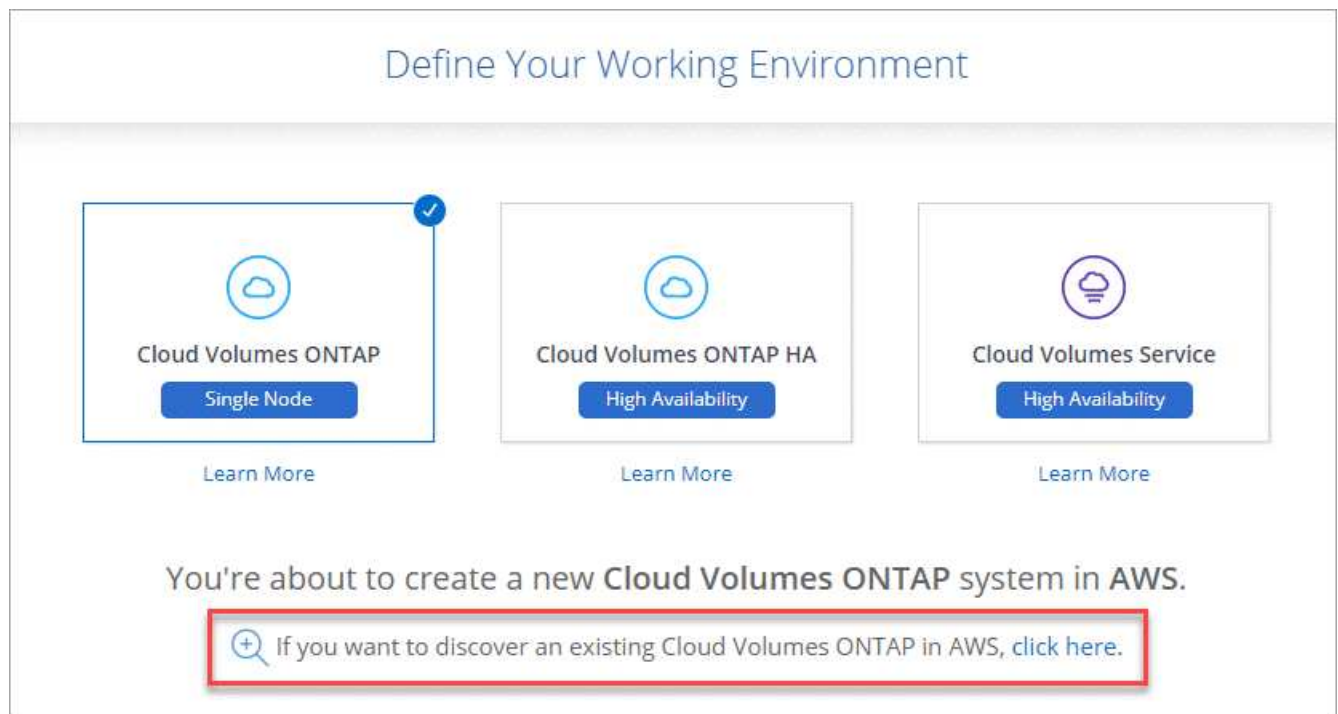 Define Your Working Environment
Cloud Volumes ONTAP
Single Node
Learn More
Cloud Volumes ONTAP HA
High Availability
Learn More
Cloud Volumes Service
High Availability
Learn More
You're about to create a new Cloud Volumes ONTAP system in AWS.
If you want to discover an existing Cloud Volumes ONTAP in AWS, click here.